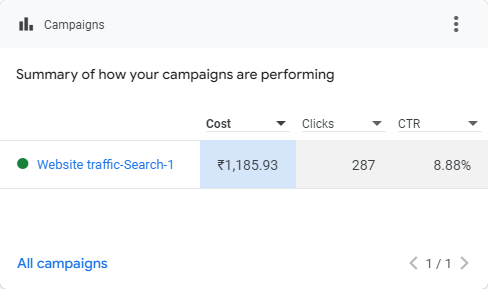 Campaigns
Summary of how your campaigns are performing
Cost Clicks CTR
Website traffic-Search-1 ₹1,185.93 287 8.88%
All campaigns 1 / 1